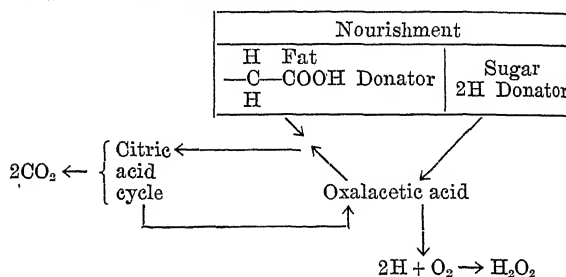 Nourishment
H Fat
—C—COOH Donator
H
Sugar
2H Donator
2CO₂ ← { Citric
acid
cycle
Oxalacetic acid
2H + O₂ → H₂O₂